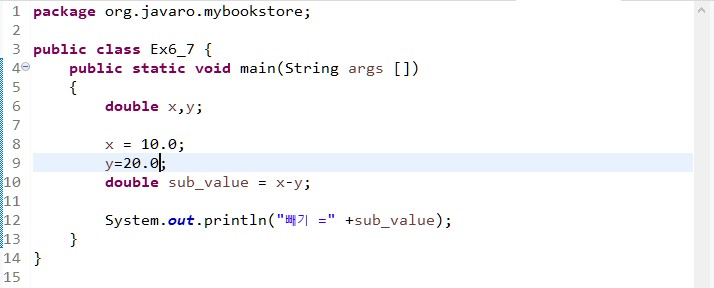 1 package org.javaro.mybookstore;
2
3 public class Ex6_7 {
4 public static void main(String args [])
5 {
6 double x,y;
7
8 x = 10.0;
9 y=20.0;
10 double sub_value = x-y;
11
12 System.out.println("빼기 =" +sub_value);
13 }
14 }
15